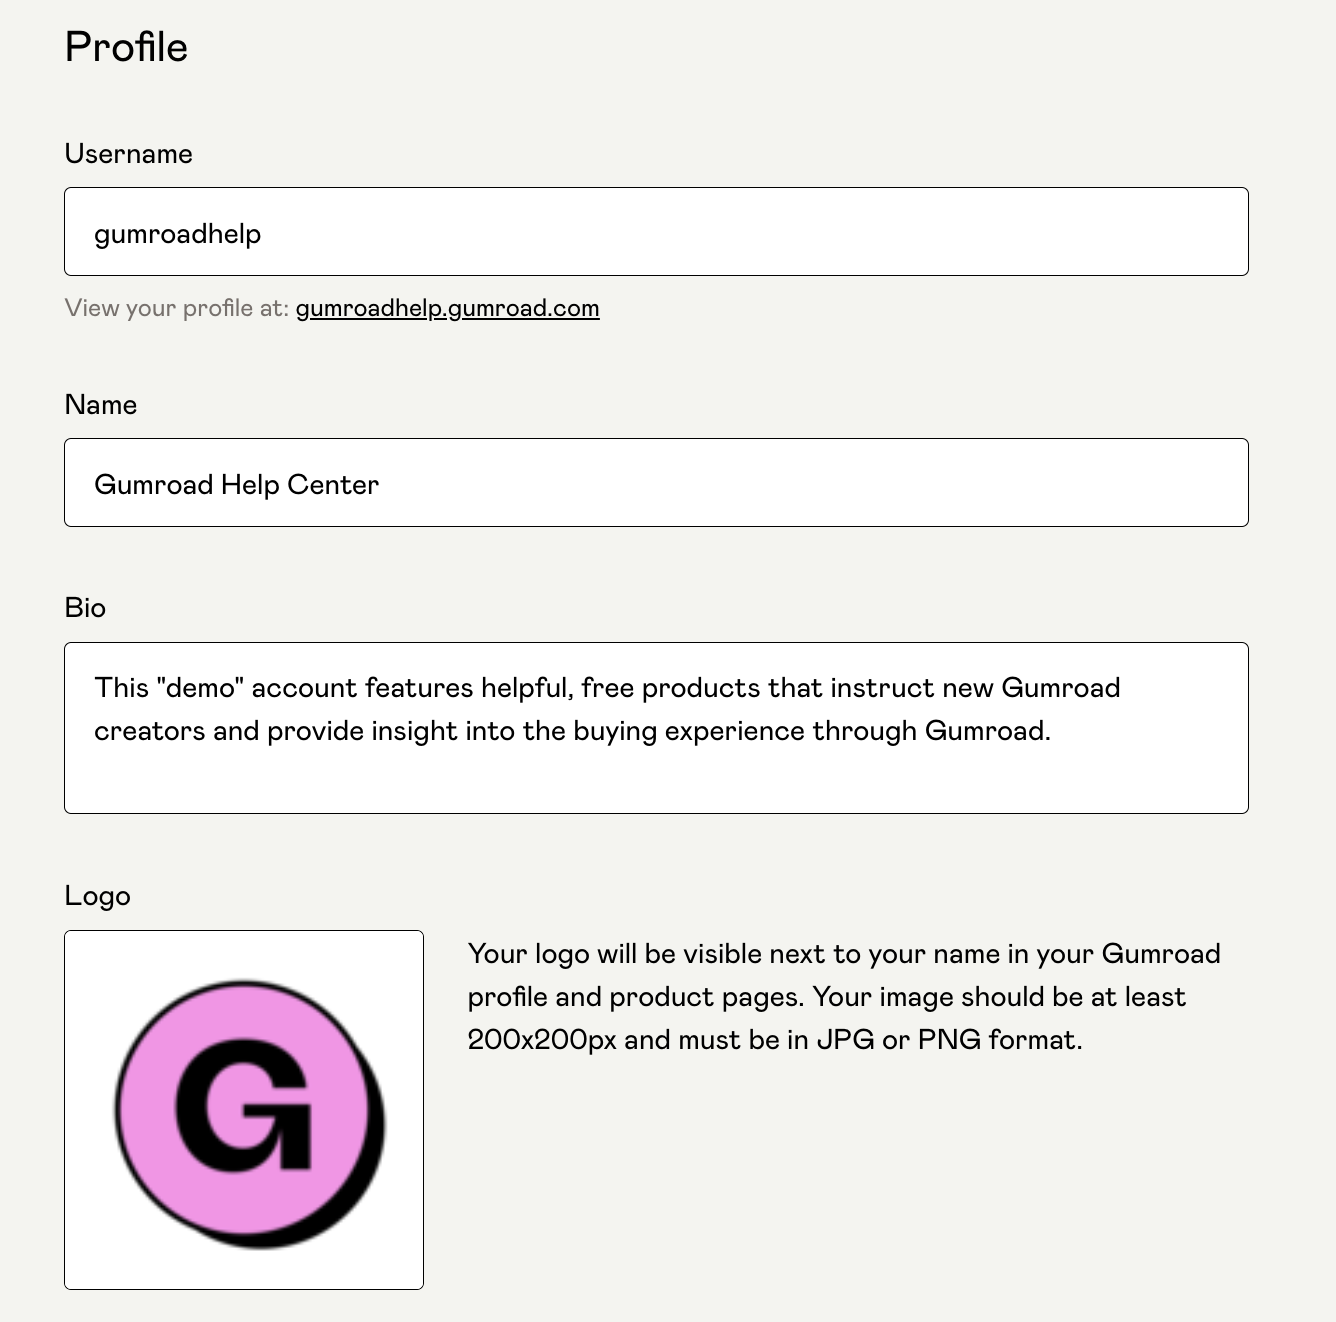 Profile
Username
gumroadhelp
View your profile at: gumroadhelp.gumroad.com
Name
Gumroad Help Center
Bio
This "demo" account features helpful, free products that instruct new Gumroad
creators and provide insight into the buying experience through Gumroad.
Logo
G
Your logo will be visible next to your name in your Gumroad
profile and product pages. Your image should be at least
200x200px and must be in JPG or PNG format.